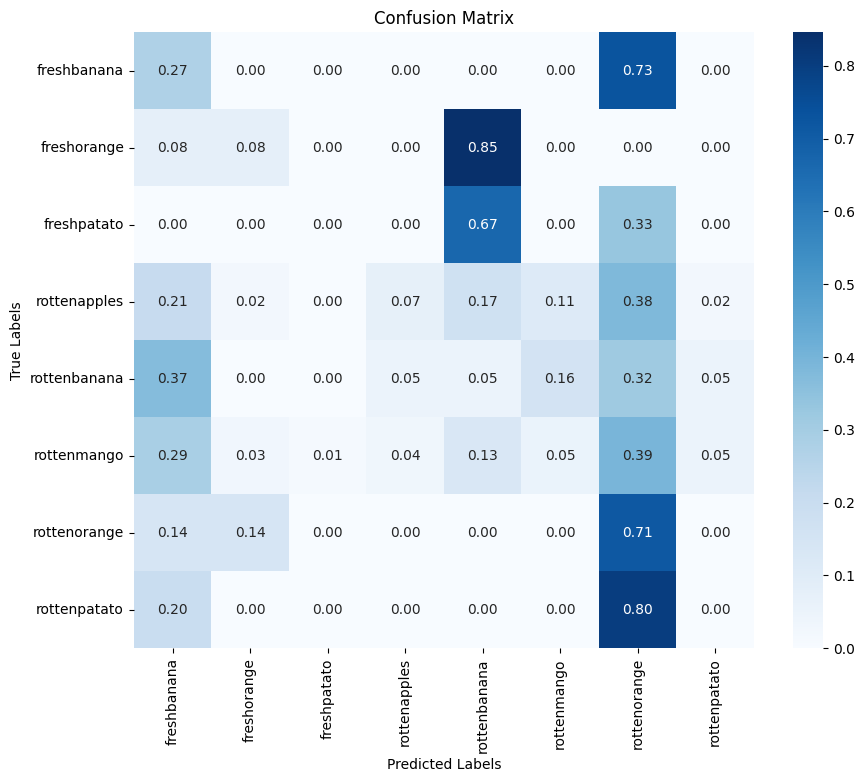 Confusion Matrix
freshbanana 0.27 0.00 0.00 0.00 0.00 0.00 0.73 0.00
freshorange 0.08 0.08 0.00 0.00 0.85 0.00 0.00 0.00
freshpatato 0.00 0.00 0.00 0.00 0.67 0.00 0.33 0.00
rottenapples 0.21 0.02 0.00 0.07 0.17 0.11 0.38 0.02
rottenbanana 0.37 0.00 0.00 0.05 0.05 0.16 0.32 0.05
rottenmango 0.29 0.03 0.01 0.04 0.13 0.05 0.39 0.05
rottenorange 0.14 0.14 0.00 0.00 0.00 0.00 0.71 0.00
rottenpatato 0.20 0.00 0.00 0.00 0.00 0.00 0.80 0.00
True Labels
freshbanana
freshorange
freshpatato
rottenapples
rottenbanana
rottenmango
rottenorange
rottenpatato
Predicted Labels
0.8
0.7
0.6
0.5
0.4
0.3
0.2
0.1
0.0